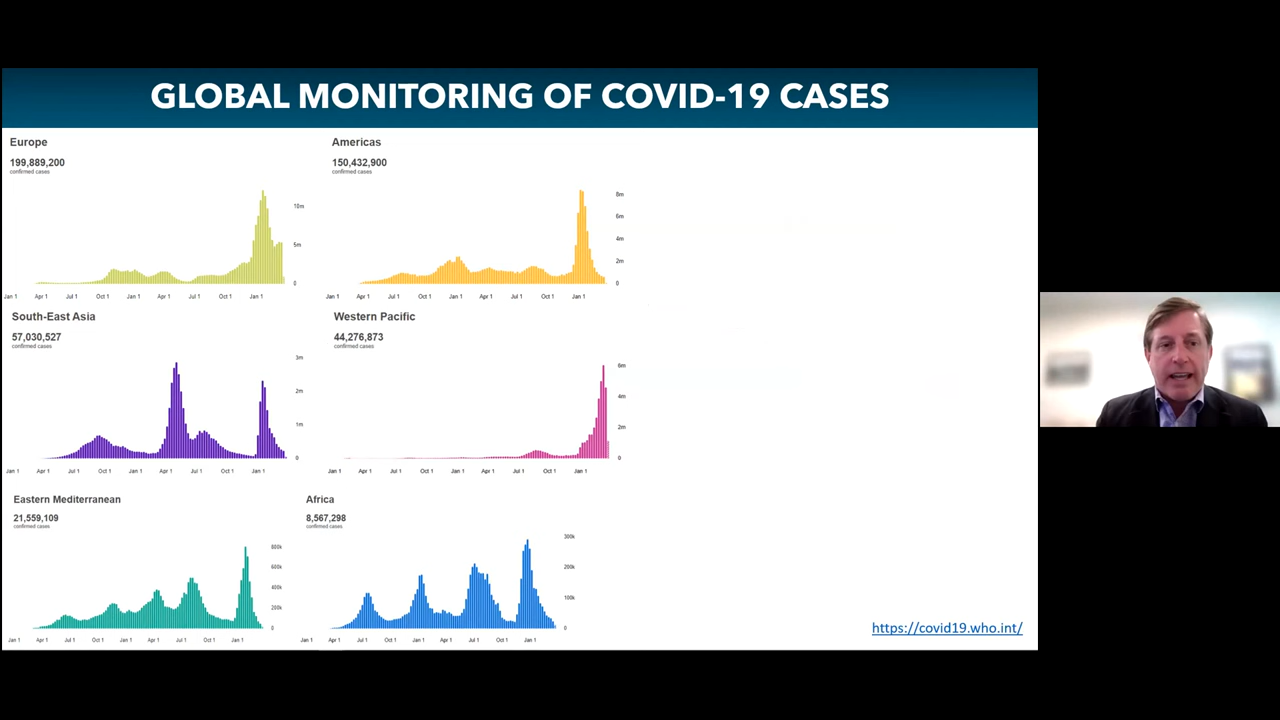 GLOBAL MONITORING OF COVID-19 CASES
Europe
199,889,200
confirmed cases
10m
5m
0
Jan 1 Apr 1 Jul 1 Oct 1 Jan 1 Apr 1 Jul 1 Oct 1 Jan 1
Americas
150,432,900
confirmed cases
8m
6m
4m
2m
0
Jan 1 Apr 1 Jul 1 Oct 1 Jan 1 Apr 1 Jul 1 Oct 1 Jan 1
South-East Asia
57,030,527
confirmed cases
3m
2m
1m
0
Jan 1 Apr 1 Jul 1 Oct 1 Jan 1 Apr 1 Jul 1 Oct 1 Jan 1
Western Pacific
44,276,873
confirmed cases
6m
4m
2m
0
Jan 1 Apr 1 Jul 1 Oct 1 Jan 1 Apr 1 Jul 1 Oct 1 Jan 1
Eastern Mediterranean
21,559,109
confirmed cases
800k
600k
400k
200k
0
Jan 1 Apr 1 Jul 1 Oct 1 Jan 1 Apr 1 Jul 1 Oct 1 Jan 1
Africa
8,567,298
confirmed cases
300k
200k
100k
0
Jan 1 Apr 1 Jul 1 Oct 1 Jan 1 Apr 1 Jul 1 Oct 1 Jan 1
https://covid19.who.int/